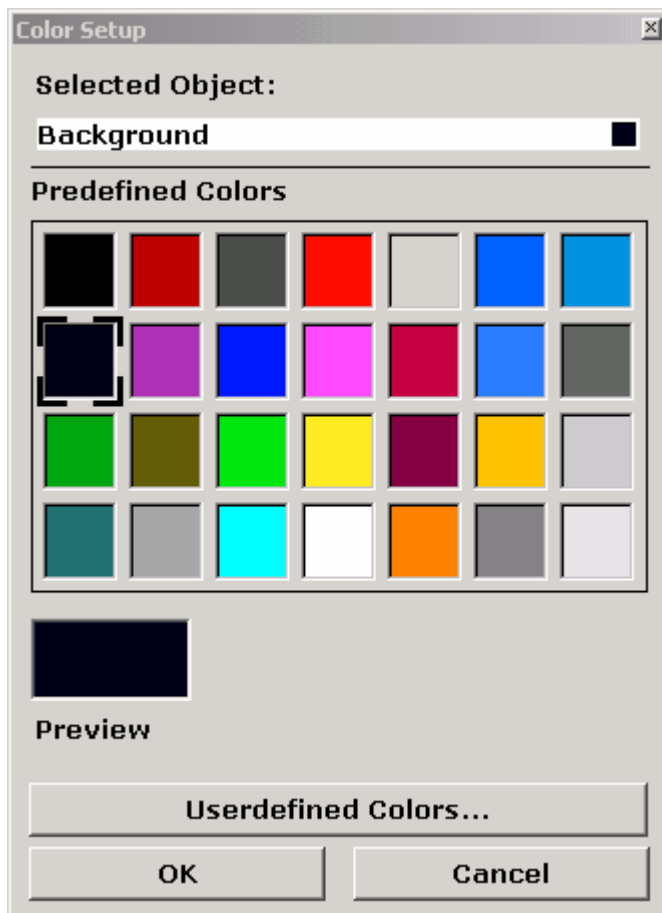 Color Setup
Selected Object:
Background
Predefined Colors
Preview
Userdefined Colors...
OK
Cancel